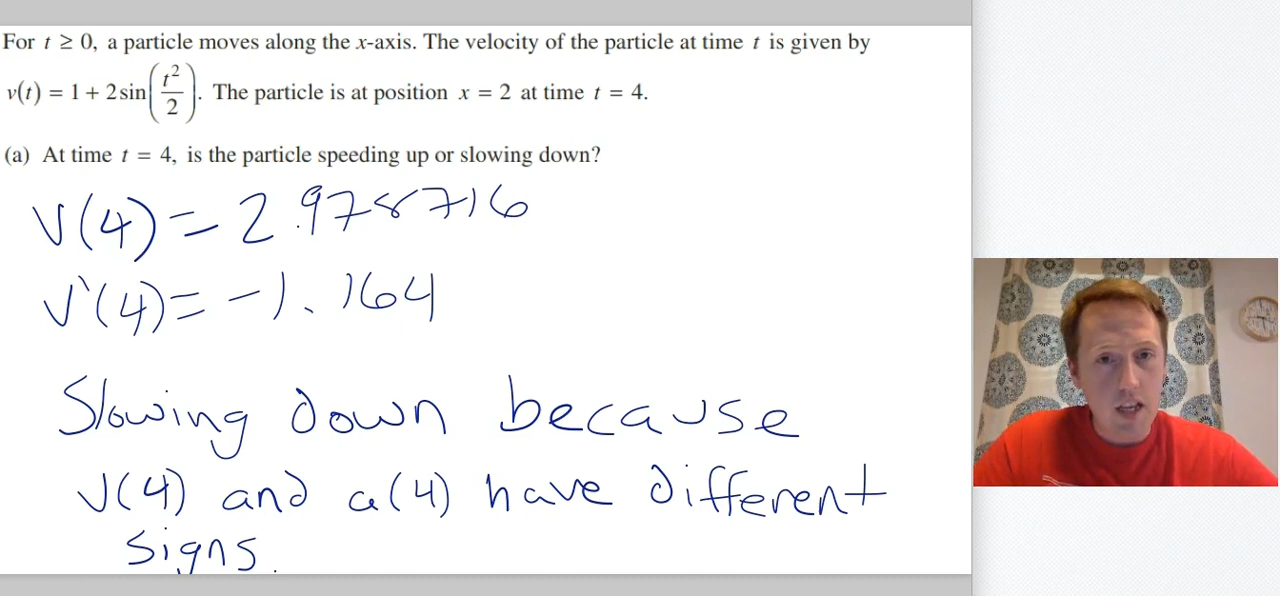 For t ≥ 0, a particle moves along the x-axis. The velocity of the particle at time t is given by
v(t) = 1 + 2 sin(t²/2). The particle is at position x = 2 at time t = 4.
(a) At time t = 4, is the particle speeding up or slowing down?
v(4) = 2.978716
v'(4) = -1.164
Slowing down because
v(4) and a(4) have different
signs.